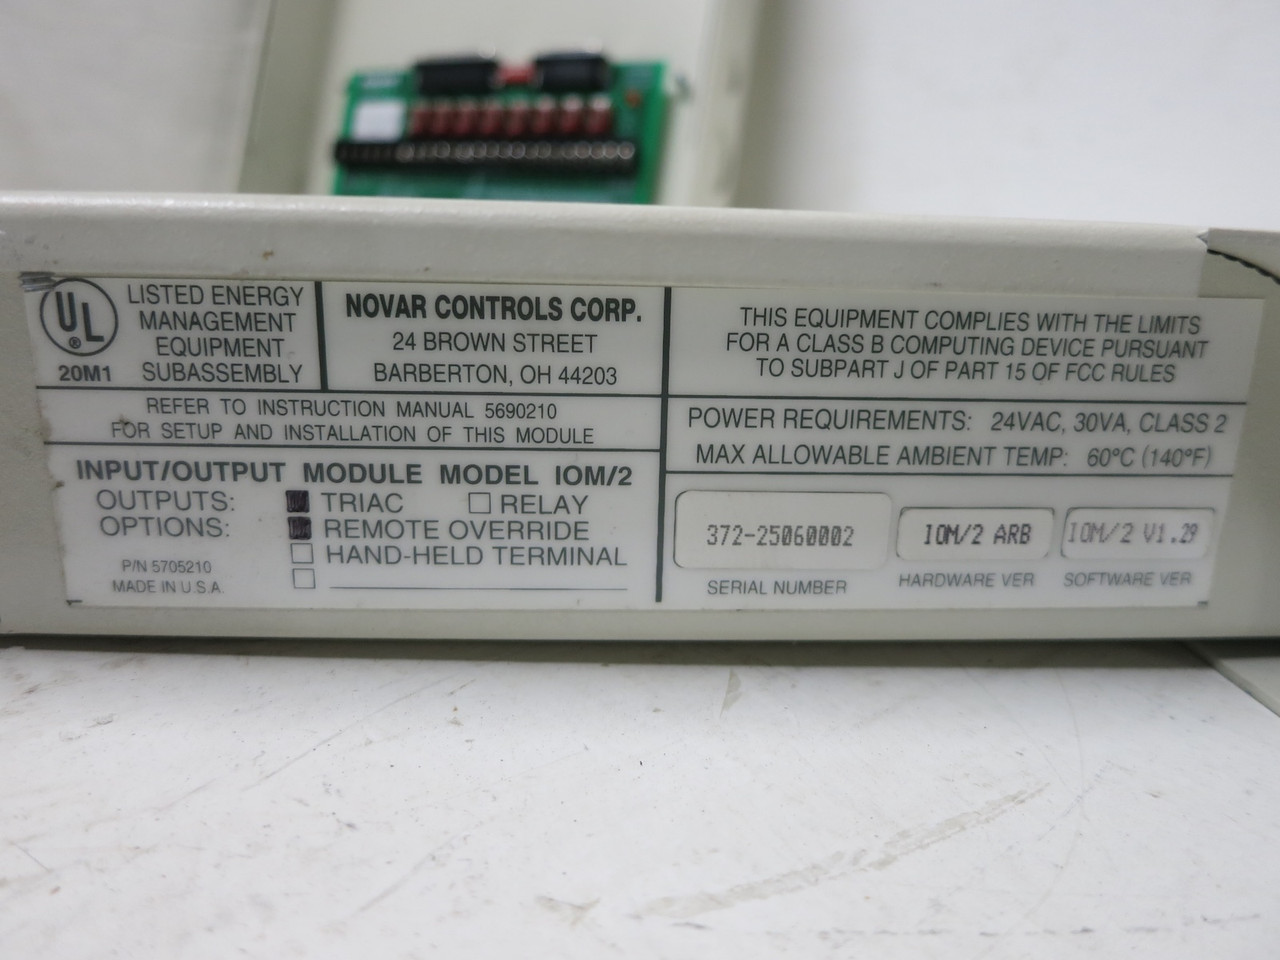 UL
®
20M1
LISTED ENERGY
MANAGEMENT
EQUIPMENT
SUBASSEMBLY
NOVAR CONTROLS CORP.
24 BROWN STREET
BARBERTON, OH 44203
THIS EQUIPMENT COMPLIES WITH THE LIMITS
FOR A CLASS B COMPUTING DEVICE PURSUANT
TO SUBPART J OF PART 15 OF FCC RULES
REFER TO INSTRUCTION MANUAL 5690210
FOR SETUP AND INSTALLATION OF THIS MODULE
POWER REQUIREMENTS: 24VAC, 30VA, CLASS 2
MAX ALLOWABLE AMBIENT TEMP: 60°C (140°F)
INPUT/OUTPUT MODULE MODEL IOM/2
OUTPUTS: TRIAC RELAY
OPTIONS: REMOTE OVERRIDE
HAND-HELD TERMINAL
P/N 5705210
MADE IN U.S.A.
372-25060002
SERIAL NUMBER
IOM/2 ARB
HARDWARE VER
IOM/2 V1.29
SOFTWARE VER